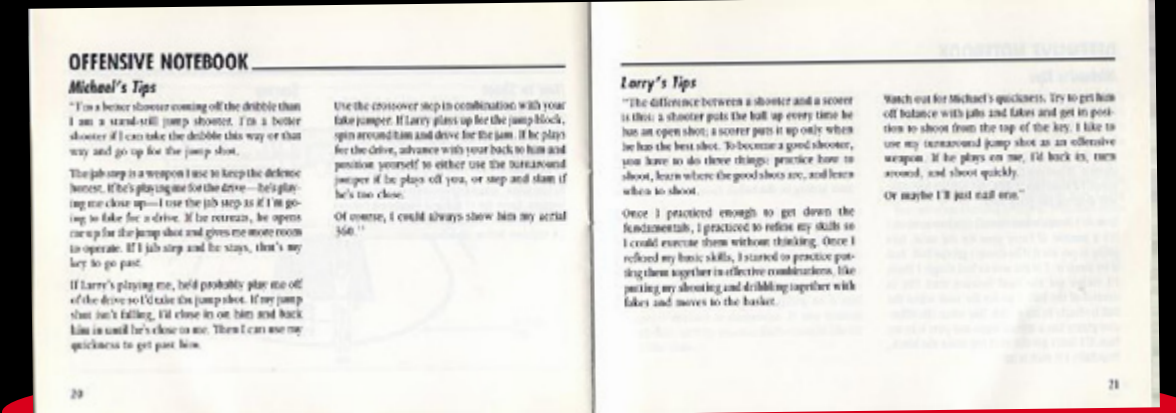 OFFENSIVE NOTEBOOK
Michael's Tips
"I'm a better shooter coming off the dribble than
I am a stand-still jump shooter. I'm a better
shooter if I can take the dribble this way or that
way and go up for the jump shot.
The jab step is a weapon I use to keep the defense
honest. If he's playing me for the drive—he's play-
ing me close up—I use the jab step as if I'm go-
ing to fake for a drive. If he retreats, he opens
me up for the jump shot and gives me more room
to operate. If I jab step and he stays, that's my
key to go past.
If Larry's playing me, he'd probably play me off
of the drive so I'd take the jump shot. If my jump
shot isn't falling, I'd close in on him and back
him in until he's close to me. Then I can use my
quickness to get past him.
Use the crossover step in combination with your
fake jumper. If Larry plays up for the jump block,
spin around him and drive for the jam. If he plays
for the drive, advance with your back to him and
position yourself to either use the turnaround
jumper if he plays off you, or step and slam if
he's too close.
Of course, I could always show him my aerial
360."
20
Larry's Tips
"The difference between a shooter and a scorer
is this: a shooter puts the ball up every time he
has an open shot; a scorer puts it up only when
he has the best shot. To become a good shooter,
you have to do three things: practice how to
shoot, learn where the good shots are, and learn
when to shoot.
Once I practiced enough to get down the
fundamentals, I practiced to refine my skills so
I could execute them without thinking. Once I
refined my basic skills, I started to practice put-
ting them together in effective combinations, like
putting my shooting and dribbling together with
fakes and moves to the basket.
Watch out for Michael's quickness. Try to get him
off balance with jabs and fakes and get in posi-
tion to shoot from the top of the key. I like to
use my turnaround jump shot as an offensive
weapon. If he plays on me, I'd back in, turn
around, and shoot quickly.
Or maybe I'll just nail one."
21